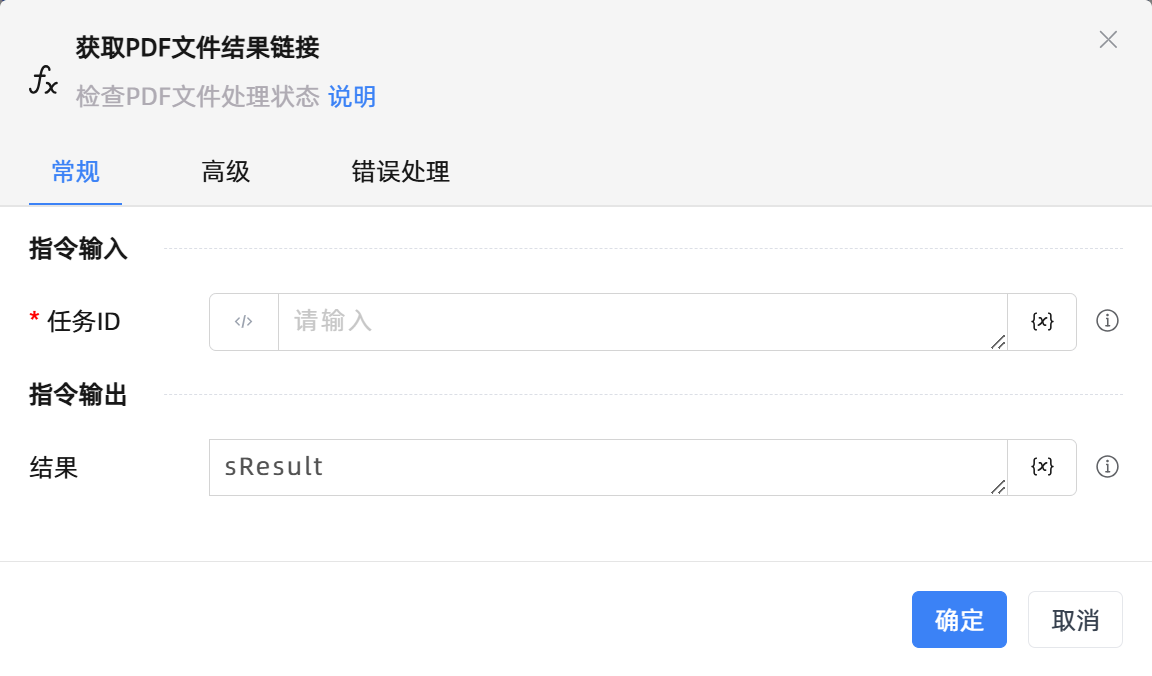 获取PDF文件结果链接
检查PDF文件处理状态 说明
常规 高级 错误处理
指令输入
* 任务ID </> 请输入 {x}
指令输出
结果 sResult {x}
确定 取消